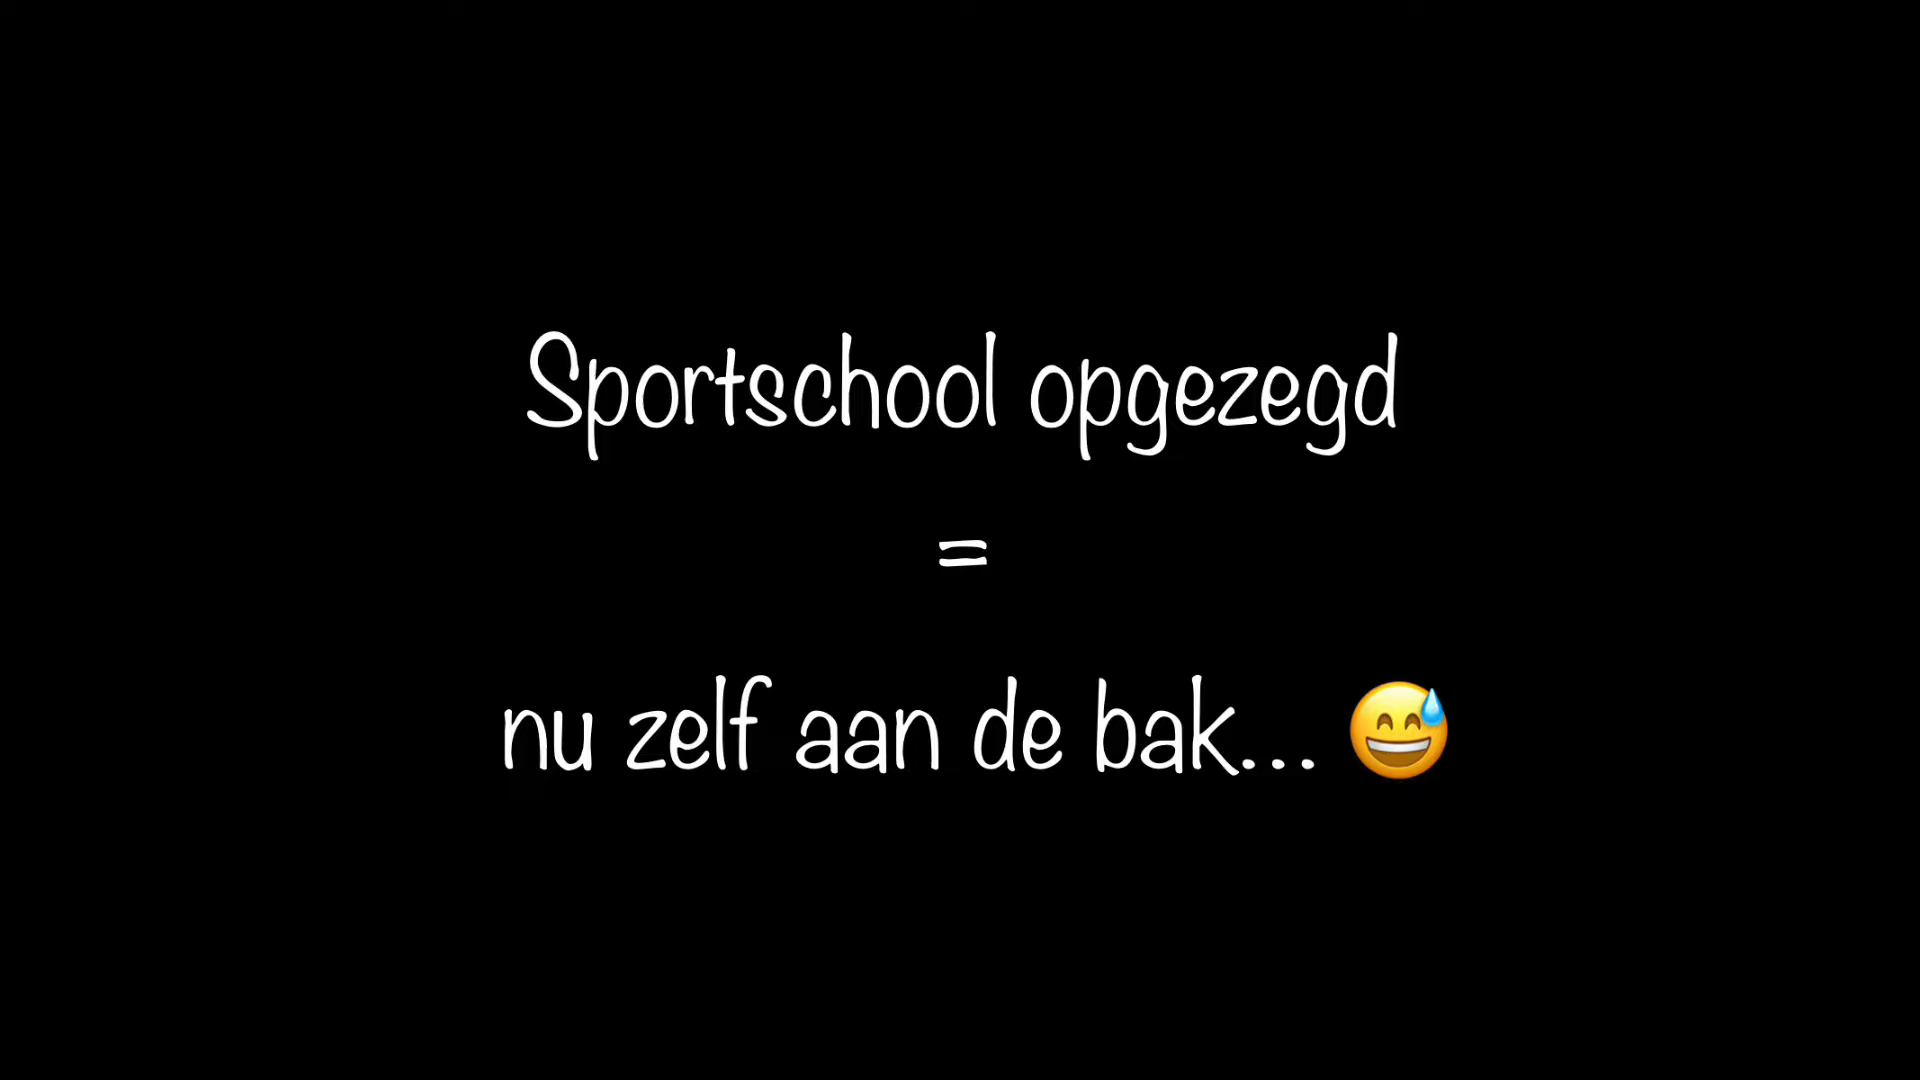 Sportschool opgezegd
=
nu zelf aan de bak... 😅